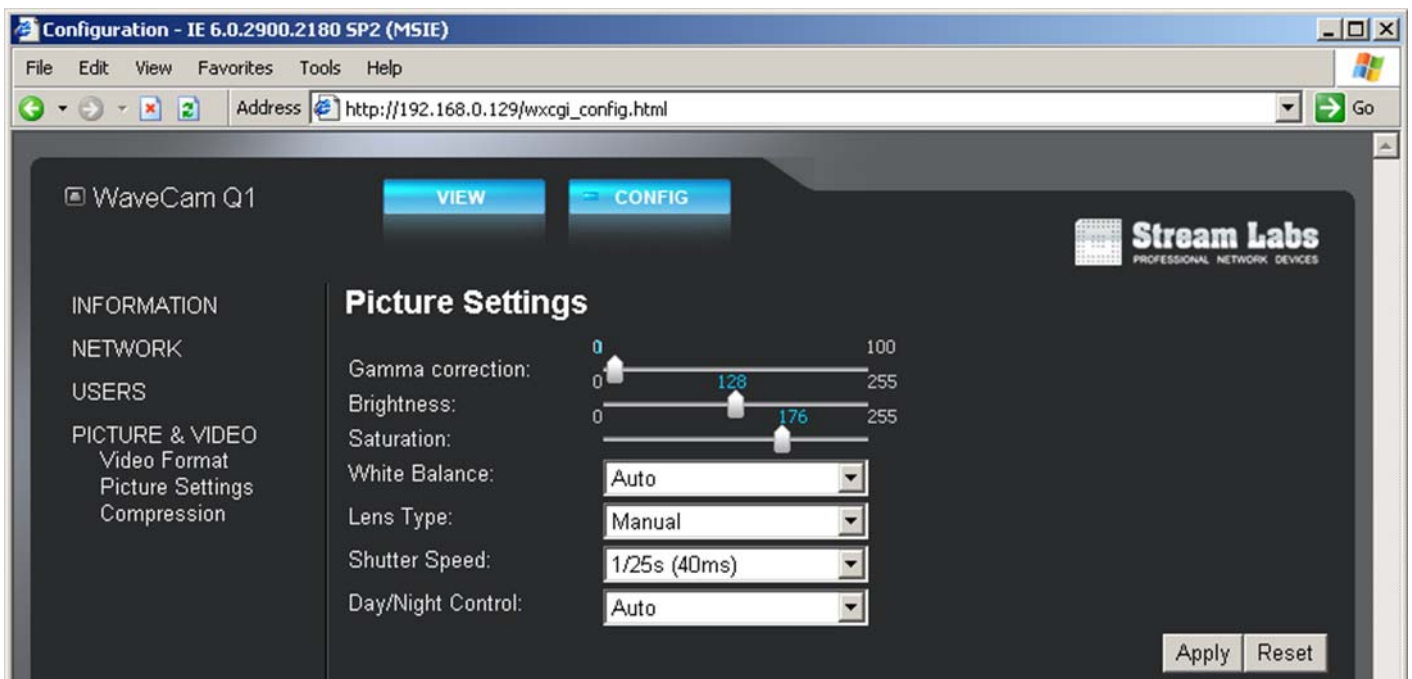 Configuration - IE 6.0.2900.2180 SP2 (MSIE)
File Edit View Favorites Tools Help
Address http://192.168.0.129/wxcgi_config.html Go
WaveCam Q1
VIEW CONFIG
Stream Labs
PROFESSIONAL NETWORK DEVICES
INFORMATION
NETWORK
USERS
PICTURE & VIDEO
Video Format
Picture Settings
Compression
Picture Settings
0 100
Gamma correction:
0 128 255
Brightness:
0 176 255
Saturation:
White Balance: Auto
Lens Type: Manual
Shutter Speed: 1/25s (40ms)
Day/Night Control: Auto
Apply Reset